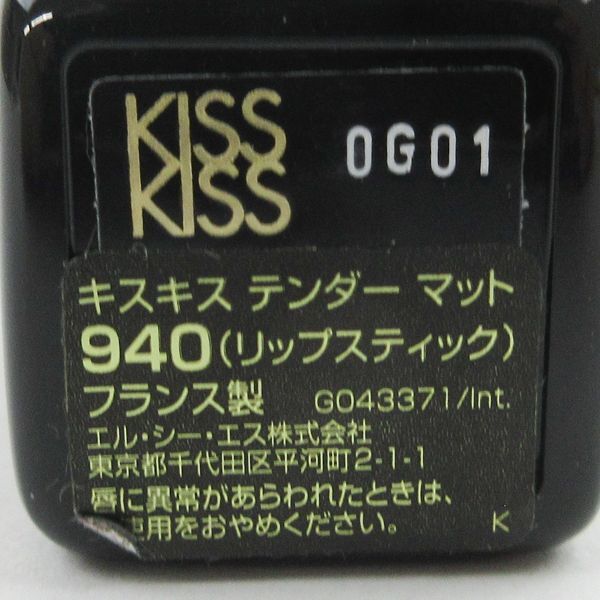 KISS
KISS
0G01
キスキス テンダー マット
940(リップスティック)
フランス製 G043371/Int.
エル・シー・エス株式会社
東京都千代田区平河町2-1-1
唇に異常があらわれたときは、
使用をおやめください。 K